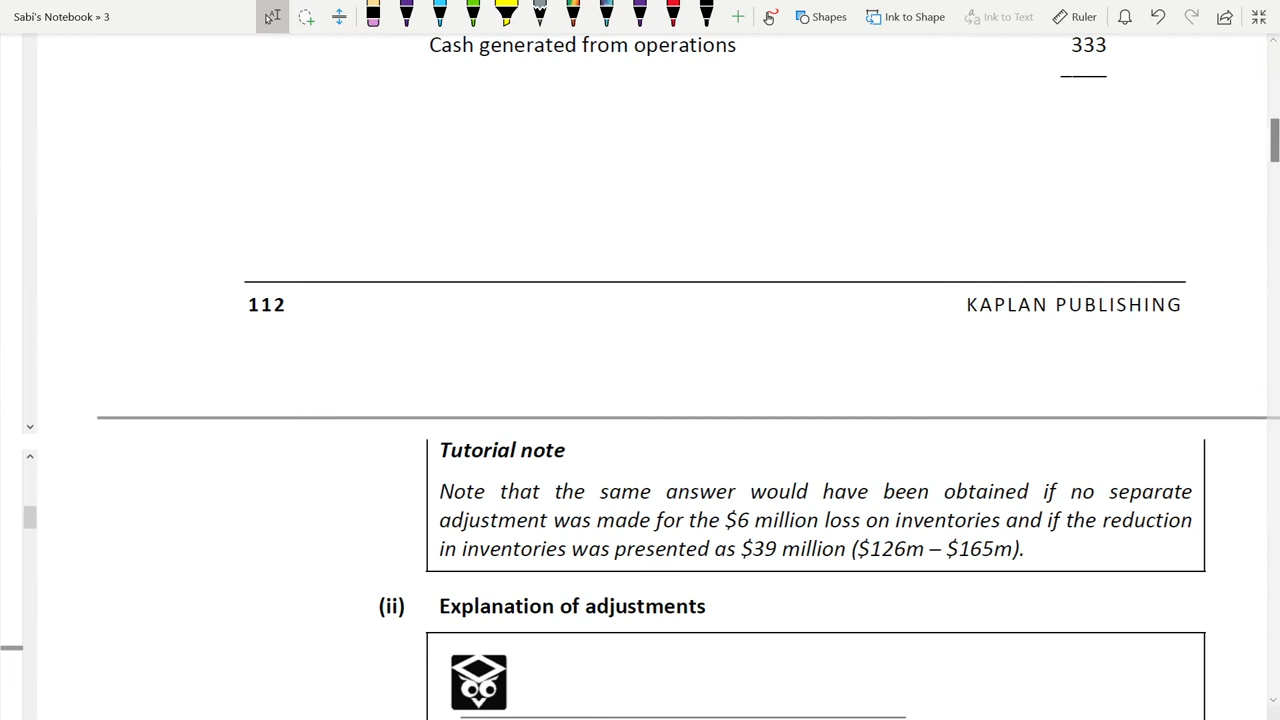 Sabi's Notebook » 3
Shapes
Ink to Shape
Ink to Text
Ruler
Cash generated from operations 333
112 KAPLAN PUBLISHING
Tutorial note
Note that the same answer would have been obtained if no separate
adjustment was made for the $6 million loss on inventories and if the reduction
in inventories was presented as $39 million ($126m – $165m).
(ii) Explanation of adjustments